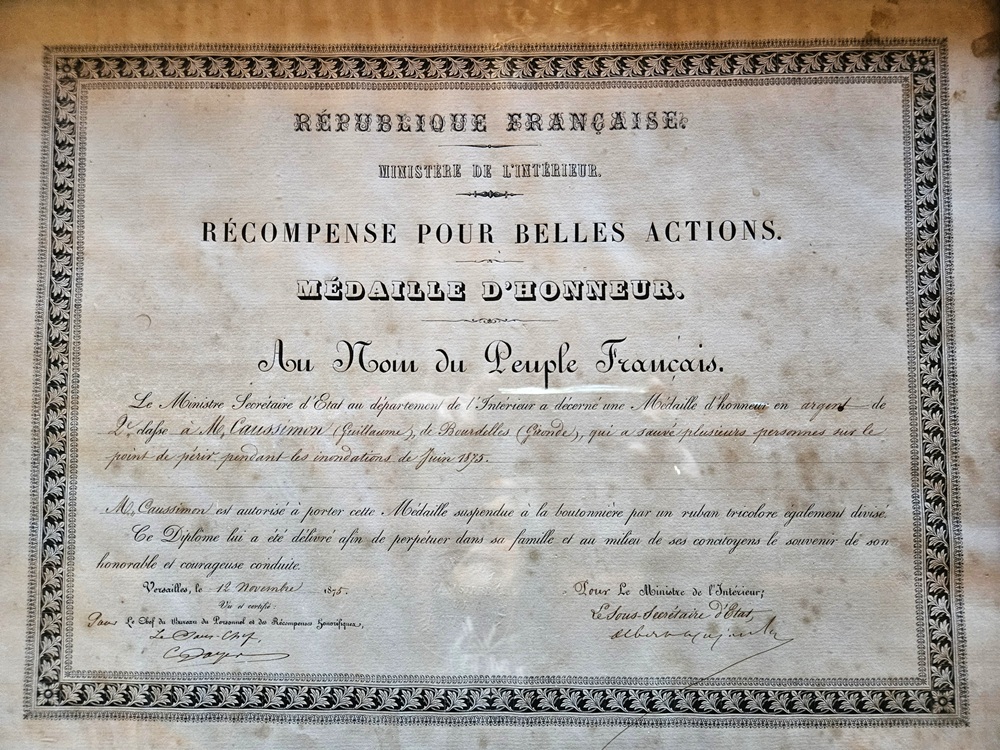 RÉPUBLIQUE FRANÇAISE.
MINISTÈRE DE L'INTÉRIEUR.
RÉCOMPENSE POUR BELLES ACTIONS.
MÉDAILLE D'HONNEUR.
Au Nom du Peuple Français.
Le Ministre Secrétaire d'Etat au département de l'Intérieur a décerné une Médaille d'honneur en argent de
2e classe à M. Caussimon (Guillaume), de Bourdelles (Gironde), qui a sauvé plusieurs personnes sur le
point de périr pendant les inondations de Juin 1875.
M. Caussimon est autorisé à porter cette Médaille suspendue à la boutonnière par un ruban tricolore également divisé.
Ce Diplome lui a été délivré afin de perpétuer dans sa famille et au milieu de ses concitoyens le souvenir de son
honorable et courageuse conduite.
Versailles, le 12 Novembre 1875.
Vu et certifié:
Pour Le Chef du Bureau du Personnel et des Récompenses Honorifiques,
Le Sous-Chef,
Pour Le Ministre de l'Intérieur;
Le Sous-Secrétaire d'Etat,